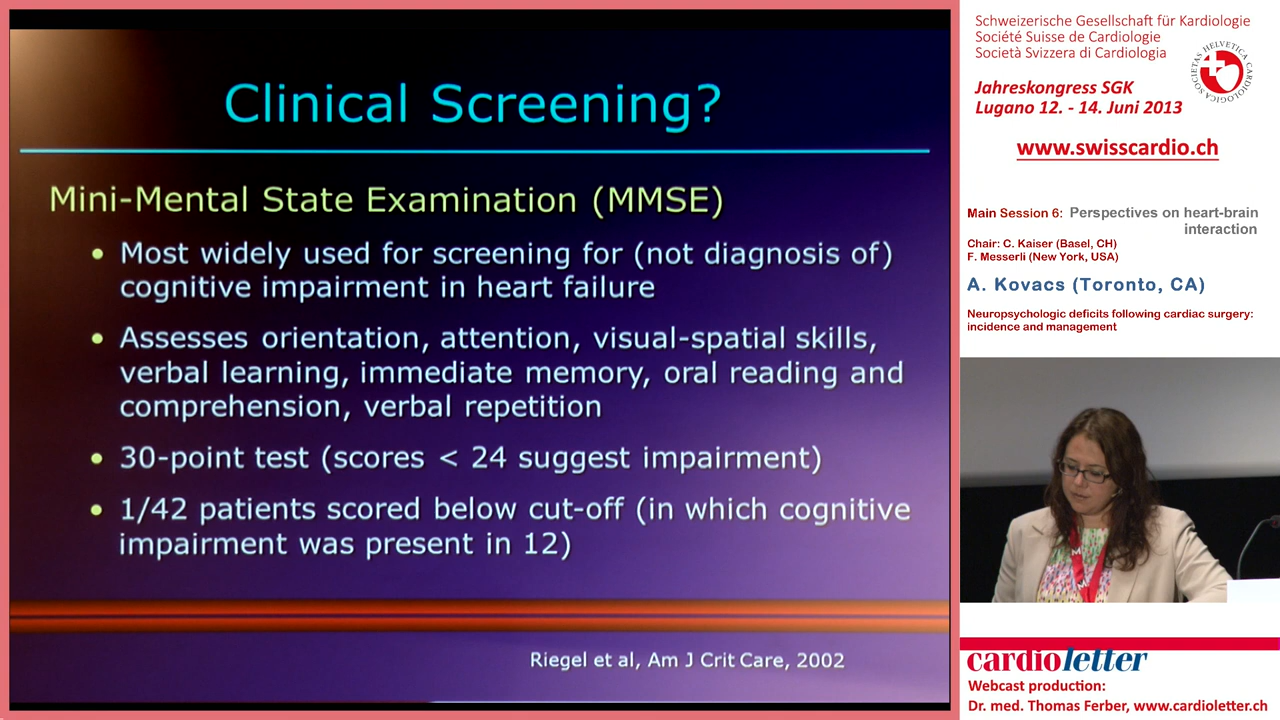 Clinical Screening?
Mini-Mental State Examination (MMSE)
• Most widely used for screening for (not diagnosis of)
cognitive impairment in heart failure
• Assesses orientation, attention, visual-spatial skills,
verbal learning, immediate memory, oral reading and
comprehension, verbal repetition
• 30-point test (scores < 24 suggest impairment)
• 1/42 patients scored below cut-off (in which cognitive
impairment was present in 12)
Riegel et al, Am J Crit Care, 2002
Schweizerische Gesellschaft für Kardiologie
Société Suisse de Cardiologie
Società Svizzera di Cardiologia
SOCIETAS HELVETICA CARDIOLOGICA
Jahreskongress SGK
Lugano 12. - 14. Juni 2013
www.swisscardio.ch
Main Session 6: Perspectives on heart-brain
interaction
Chair: C. Kaiser (Basel, CH)
F. Messerli (New York, USA)
A. Kovacs (Toronto, CA)
Neuropsychologic deficits following cardiac surgery:
incidence and management
cardioletter
Webcast production:
Dr. med. Thomas Ferber, www.cardioletter.ch